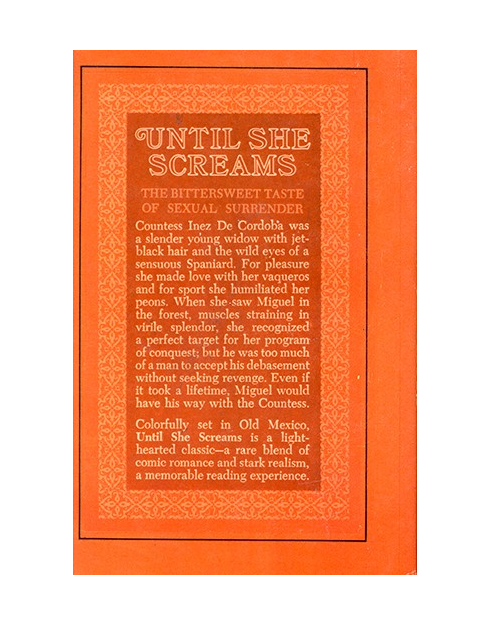 UNTIL SHE
SCREAMS
THE BITTERSWEET TASTE
OF SEXUAL SURRENDER
Countess Inez De Cordoba was
a slender young widow with jet-
black hair and the wild eyes of a
sensuous Spaniard. For pleasure
she made love with her vaqueros
and for sport she humiliated her
peons. When she saw Miguel in
the forest, muscles straining in
virile splendor, she recognized
a perfect target for her program
of conquest; but he was too much
of a man to accept his debasement
without seeking revenge. Even if
it took a lifetime, Miguel would
have his way with the Countess.
Colorfully set in Old Mexico,
Until She Screams is a light-
hearted classic—a rare blend of
comic romance and stark realism,
a memorable reading experience.